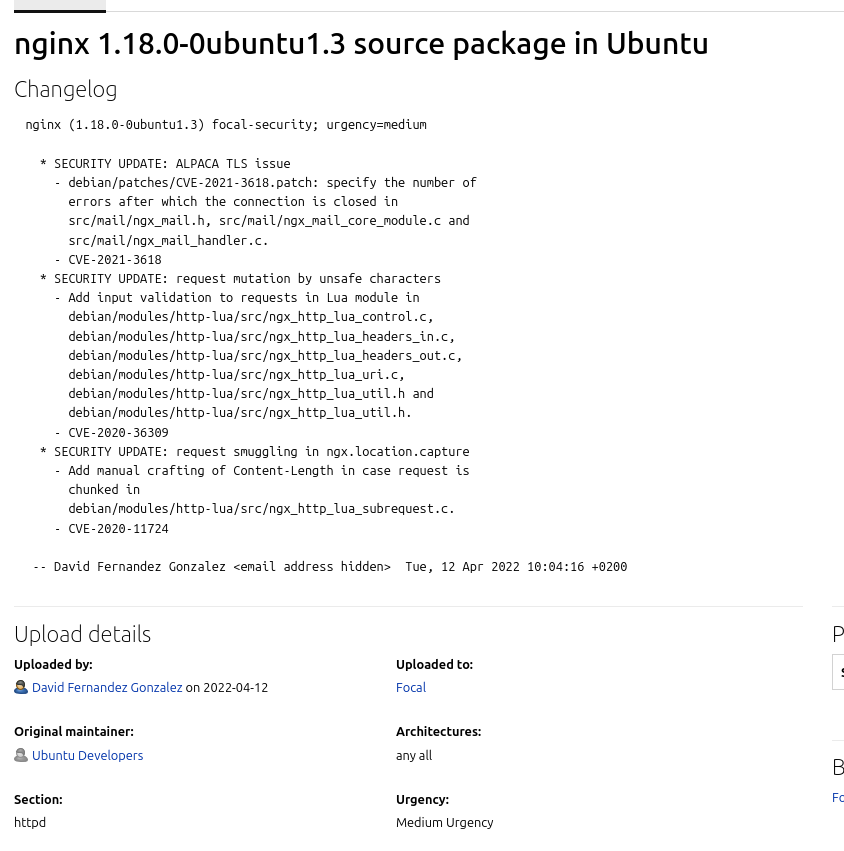 nginx 1.18.0-0ubuntu1.3 source package in Ubuntu
Changelog
nginx (1.18.0-0ubuntu1.3) focal-security; urgency=medium
* SECURITY UPDATE: ALPACA TLS issue
- debian/patches/CVE-2021-3618.patch: specify the number of
errors after which the connection is closed in
src/mail/ngx_mail.h, src/mail/ngx_mail_core_module.c and
src/mail/ngx_mail_handler.c.
- CVE-2021-3618
* SECURITY UPDATE: request mutation by unsafe characters
- Add input validation to requests in Lua module in
debian/modules/http-lua/src/ngx_http_lua_control.c,
debian/modules/http-lua/src/ngx_http_lua_headers_in.c,
debian/modules/http-lua/src/ngx_http_lua_headers_out.c,
debian/modules/http-lua/src/ngx_http_lua_uri.c,
debian/modules/http-lua/src/ngx_http_lua_util.c and
debian/modules/http-lua/src/ngx_http_lua_util.h.
- CVE-2020-36309
* SECURITY UPDATE: request smuggling in ngx.location.capture
- Add manual crafting of Content-Length in case request is
chunked in
debian/modules/http-lua/src/ngx_http_lua_subrequest.c.
- CVE-2020-11724
-- David Fernandez Gonzalez <email address hidden>  Tue, 12 Apr 2022 10:04:16 +0200
Upload details
Uploaded by:
David Fernandez Gonzalez on 2022-04-12
Uploaded to:
Focal
Original maintainer:
Ubuntu Developers
Architectures:
any all
Section:
httpd
Urgency:
Medium Urgency
P
B
Fo